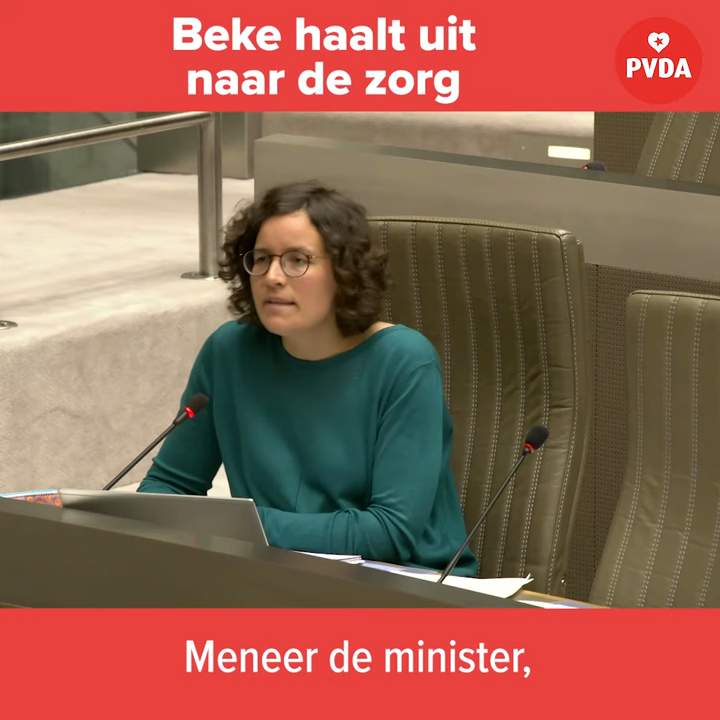 Beke haalt uit
naar de zorg
PVDA
Meneer de minister,